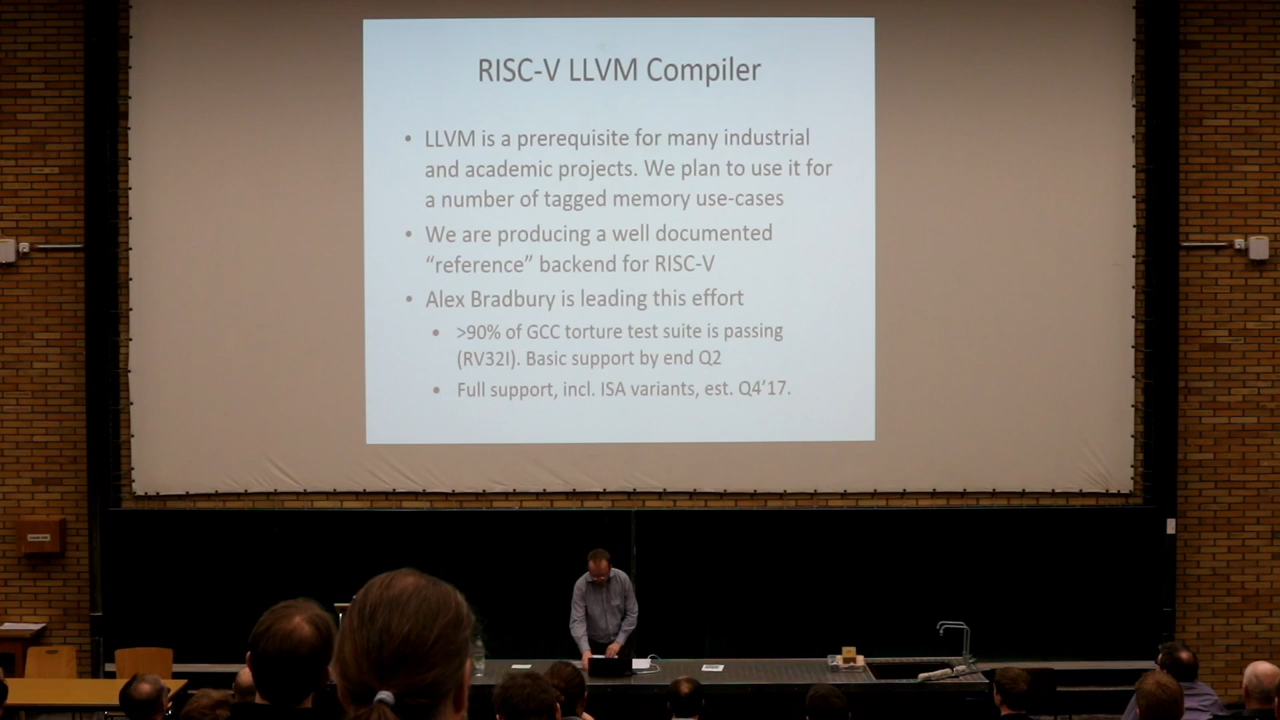 RISC-V LLVM Compiler
• LLVM is a prerequisite for many industrial
and academic projects. We plan to use it for
a number of tagged memory use-cases
• We are producing a well documented
“reference” backend for RISC-V
• Alex Bradbury is leading this effort
• >90% of GCC torture test suite is passing
(RV32I). Basic support by end Q2
• Full support, incl. ISA variants, est. Q4’17.